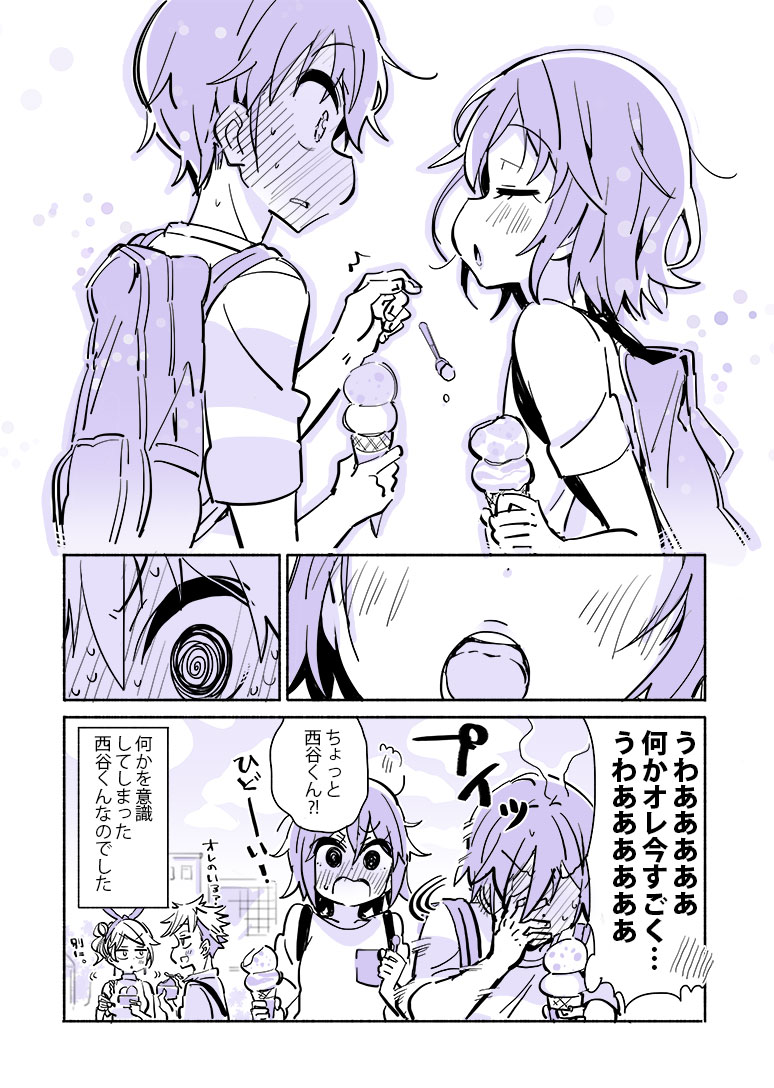 うわあああああ
何かオレ今すごく…
うわああああああ
プイッ
ちょっと
西谷くん⁈
ひどーーい!
何かを意識
してしまった
西谷くんなのでした
オレのいる?
別に。